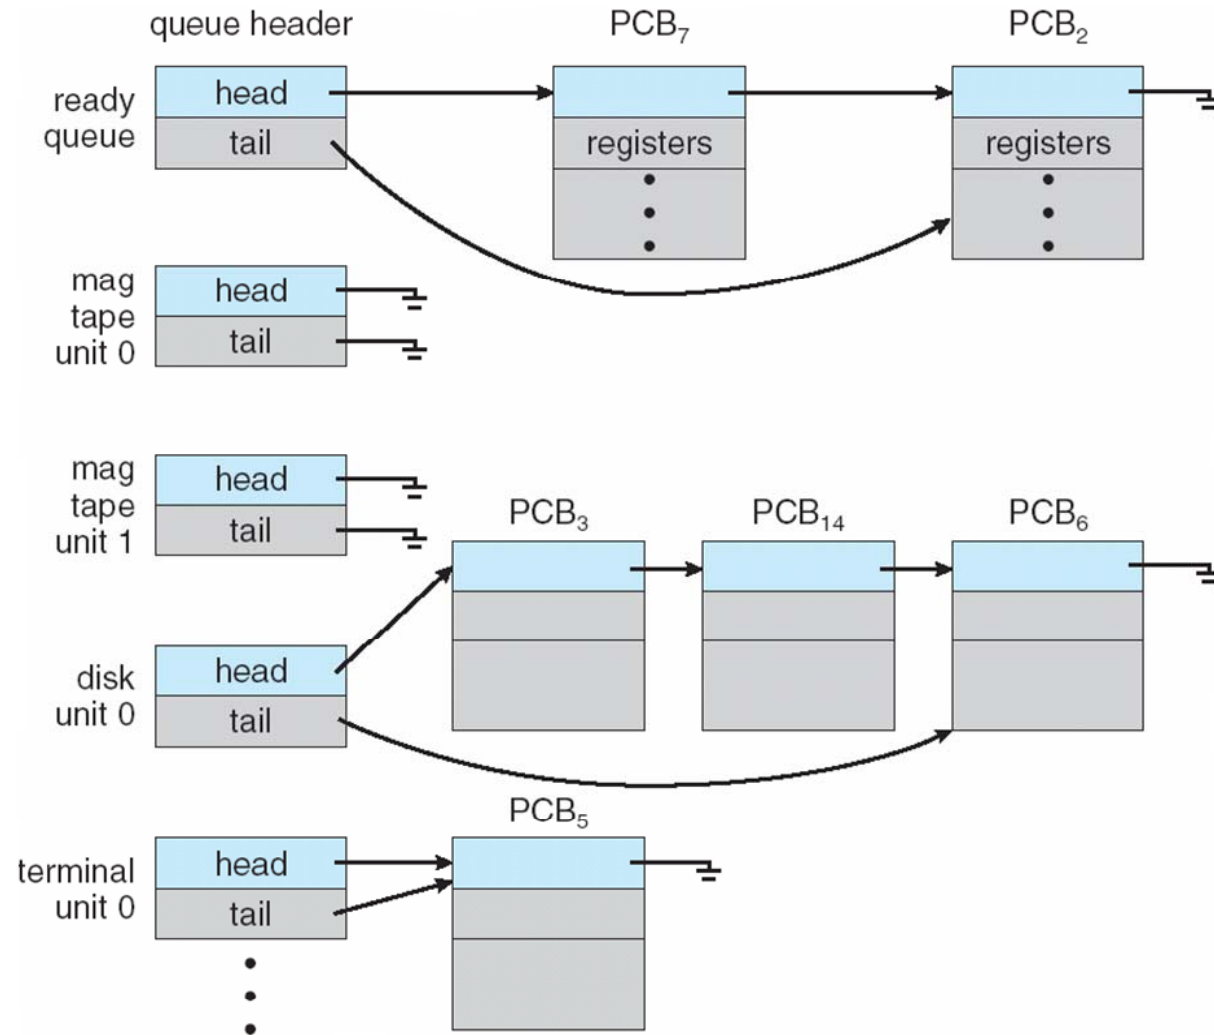 queue header
PCB₇
PCB₂
ready
queue
head
tail
registers
registers
mag
tape
unit 0
head
tail
mag
tape
unit 1
head
tail
PCB₃
PCB₁₄
PCB₆
disk
unit 0
head
tail
PCB₅
terminal
unit 0
head
tail